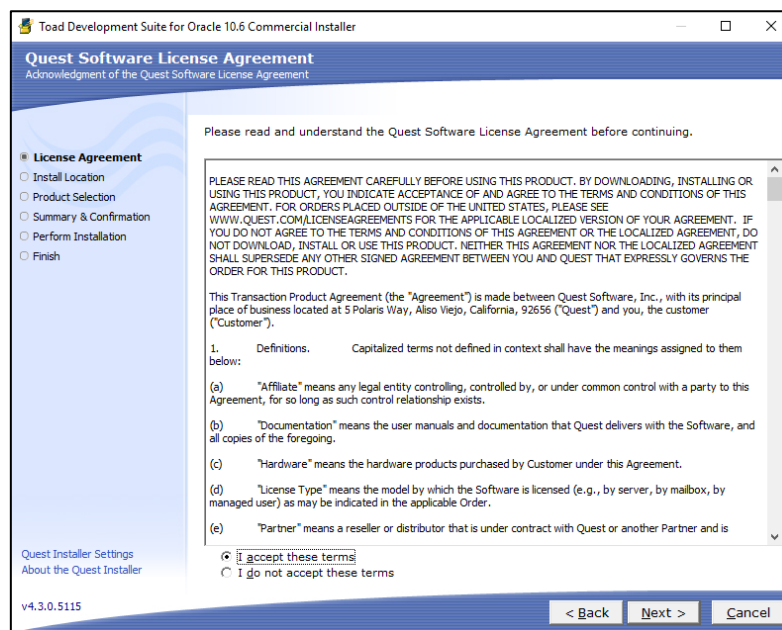 Toad Development Suite for Oracle 10.6 Commercial Installer
Quest Software License Agreement
Acknowledgment of the Quest Software License Agreement
Please read and understand the Quest Software License Agreement before continuing.
License Agreement
Install Location
Product Selection
Summary & Confirmation
Perform Installation
Finish
PLEASE READ THIS AGREEMENT CAREFULLY BEFORE USING THIS PRODUCT. BY DOWNLOADING, INSTALLING OR
USING THIS PRODUCT, YOU INDICATE ACCEPTANCE OF AND AGREE TO THE TERMS AND CONDITIONS OF THIS
AGREEMENT. FOR ORDERS PLACED OUTSIDE OF THE UNITED STATES, PLEASE SEE
WWW.QUEST.COM/LICENSEAGREEMENTS FOR THE APPLICABLE LOCALIZED VERSION OF YOUR AGREEMENT. IF
YOU DO NOT AGREE TO THE TERMS AND CONDITIONS OF THIS AGREEMENT OR THE LOCALIZED AGREEMENT, DO
NOT DOWNLOAD, INSTALL OR USE THIS PRODUCT. NEITHER THIS AGREEMENT NOR THE LOCALIZED AGREEMENT
SHALL SUPERSEDE ANY OTHER SIGNED AGREEMENT BETWEEN YOU AND QUEST THAT EXPRESSLY GOVERNS THE
ORDER FOR THIS PRODUCT.
This Transaction Product Agreement (the "Agreement") is made between Quest Software, Inc., with its principal
place of business located at 5 Polaris Way, Aliso Viejo, California, 92656 ("Quest") and you, the customer
("Customer").
1. Definitions. Capitalized terms not defined in context shall have the meanings assigned to them
below:
(a) "Affiliate" means any legal entity controlling, controlled by, or under common control with a party to this
Agreement, for so long as such control relationship exists.
(b) "Documentation" means the user manuals and documentation that Quest delivers with the Software, and
all copies of the foregoing.
(c) "Hardware" means the hardware products purchased by Customer under this Agreement.
(d) "License Type" means the model by which the Software is licensed (e.g., by server, by mailbox, by
managed user) as may be indicated in the applicable Order.
(e) "Partner" means a reseller or distributor that is under contract with Quest or another Partner and is
I accept these terms
I do not accept these terms
Quest Installer Settings
About the Quest Installer
v4.3.0.5115
< Back
Next >
Cancel